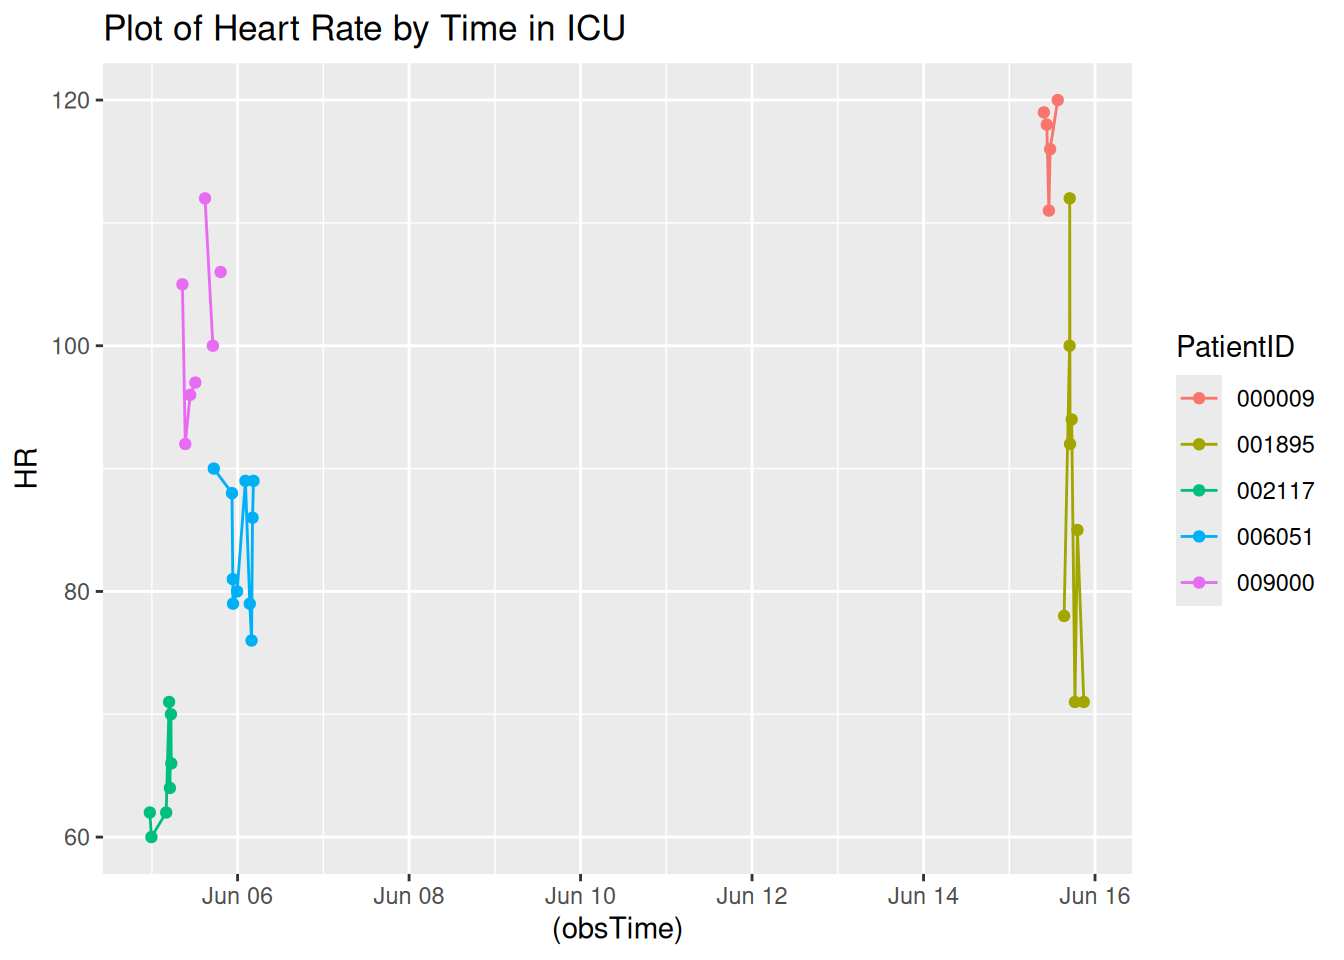 Plot of Heart Rate by Time in ICU
120
100
80
60
HR
Jun 06 Jun 08 Jun 10 Jun 12 Jun 14 Jun 16
(obsTime)
PatientID
000009
001895
002117
006051
009000